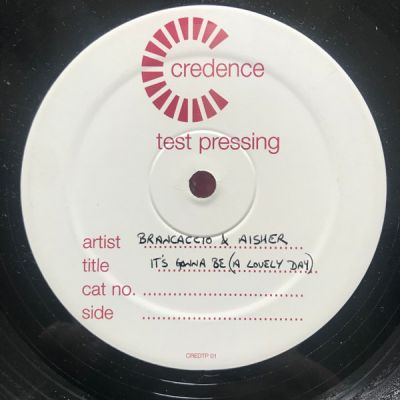 credence
test pressing
artist BRANCACCIO & AISHER
title IT'S GONNA BE (A LOVELY DAY)
cat no.
side
CREDTP 01